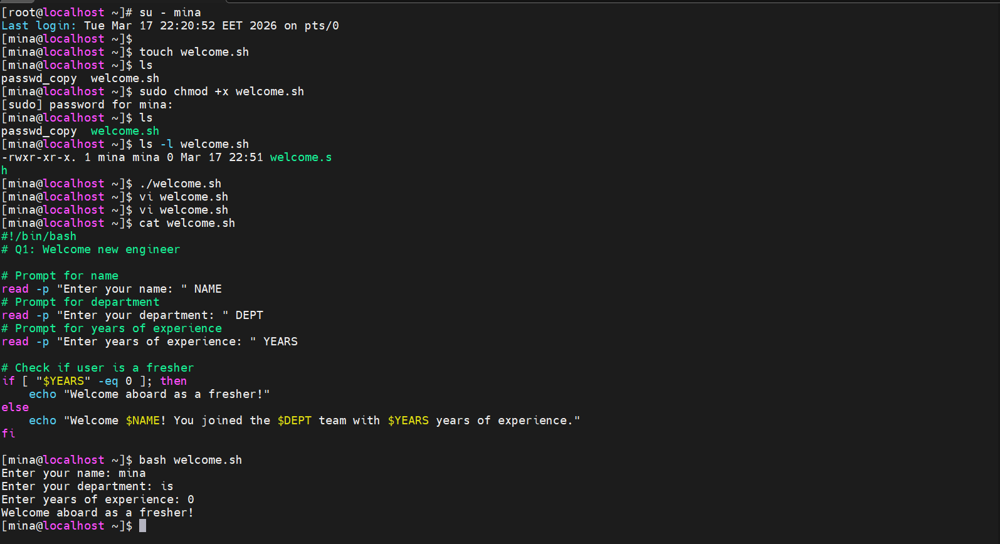 [root@localhost ~]# su - mina
Last login: Tue Mar 17 22:20:52 EET 2026 on pts/0
[mina@localhost ~]$
[mina@localhost ~]$ touch welcome.sh
[mina@localhost ~]$ ls
passwd_copy  welcome.sh
[mina@localhost ~]$ sudo chmod +x welcome.sh
[sudo] password for mina:
[mina@localhost ~]$ ls
passwd_copy  welcome.sh
[mina@localhost ~]$ ls -l welcome.sh
-rwxr-xr-x. 1 mina mina 0 Mar 17 22:51 welcome.s
h
[mina@localhost ~]$ ./welcome.sh
[mina@localhost ~]$ vi welcome.sh
[mina@localhost ~]$ vi welcome.sh
[mina@localhost ~]$ cat welcome.sh
#!/bin/bash
# Q1: Welcome new engineer

# Prompt for name
read -p "Enter your name: " NAME
# Prompt for department
read -p "Enter your department: " DEPT
# Prompt for years of experience
read -p "Enter years of experience: " YEARS

# Check if user is a fresher
if [ "$YEARS" -eq 0 ]; then
    echo "Welcome aboard as a fresher!"
else
    echo "Welcome $NAME! You joined the $DEPT team with $YEARS years of experience."
fi

[mina@localhost ~]$ bash welcome.sh
Enter your name: mina
Enter your department: is
Enter years of experience: 0
Welcome aboard as a fresher!
[mina@localhost ~]$